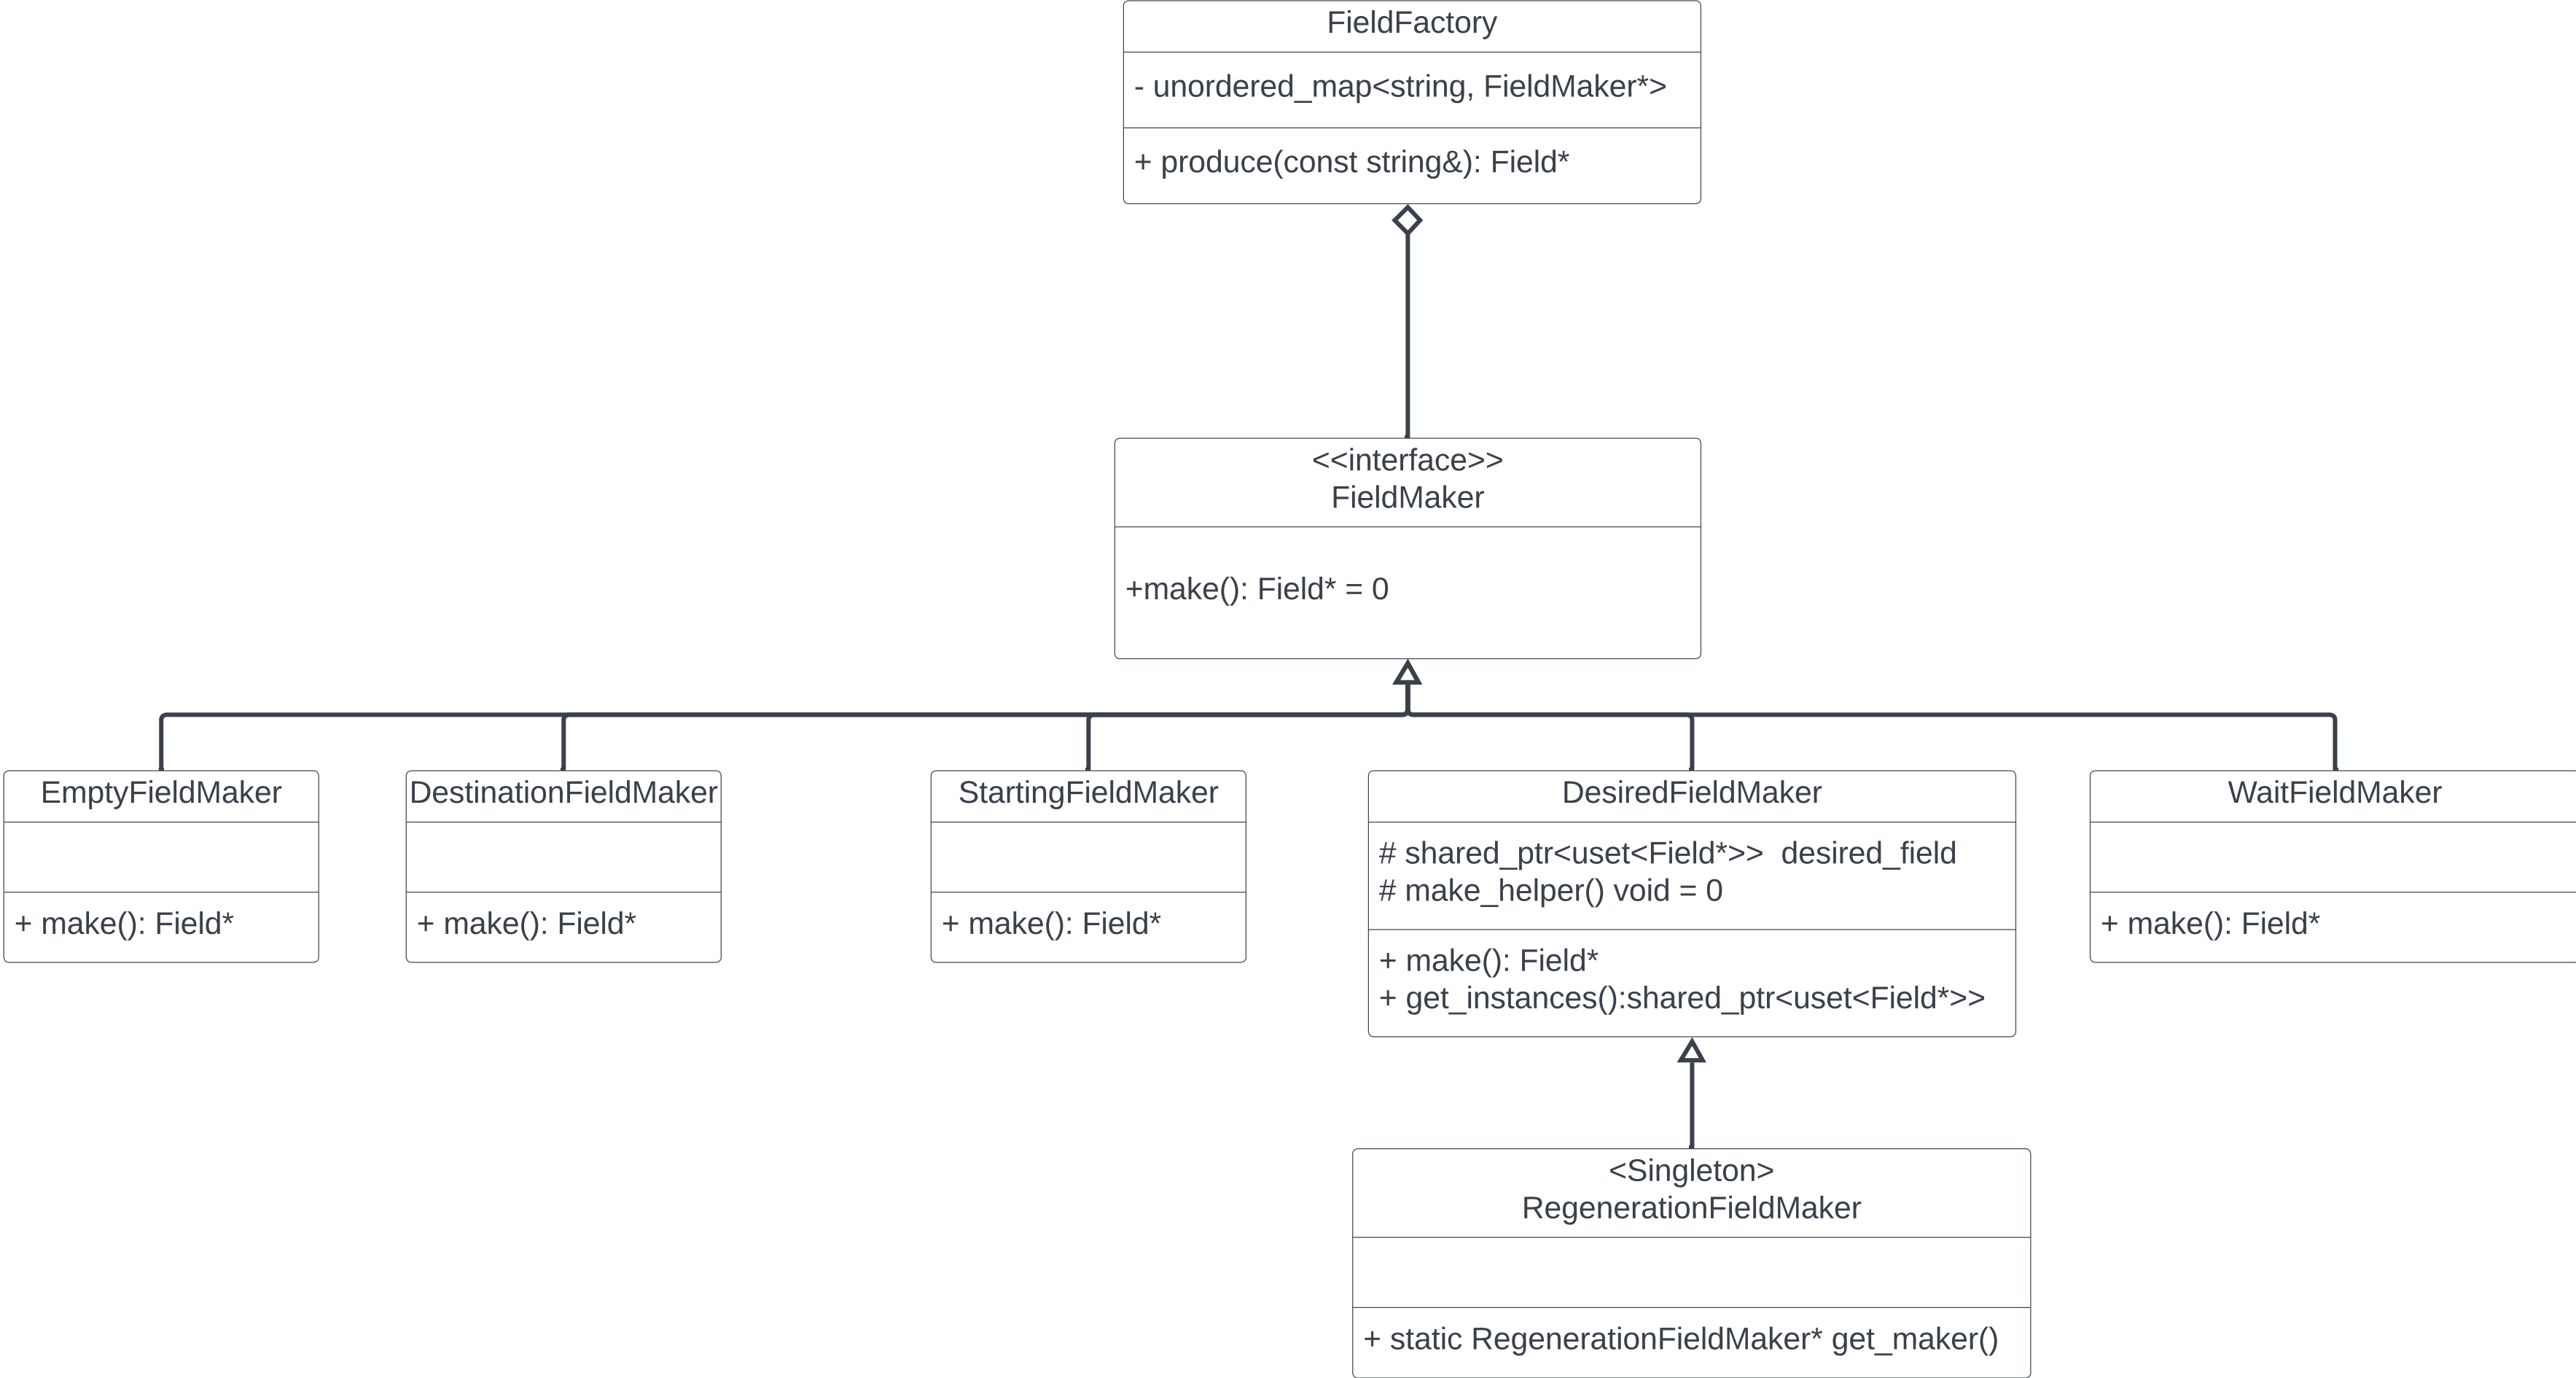 FieldFactory
- unordered_map<string, FieldMaker*>
+ produce(const string&): Field*
<<interface>>
FieldMaker
+make(): Field* = 0
EmptyFieldMaker
+ make(): Field*
DestinationFieldMaker
+ make(): Field*
StartingFieldMaker
+ make(): Field*
DesiredFieldMaker
# shared_ptr<uset<Field*>>  desired_field
# make_helper() void = 0
+ make(): Field*
+ get_instances():shared_ptr<uset<Field*>>
WaitFieldMaker
+ make(): Field*
<Singleton>
RegenerationFieldMaker
+ static RegenerationFieldMaker* get_maker()